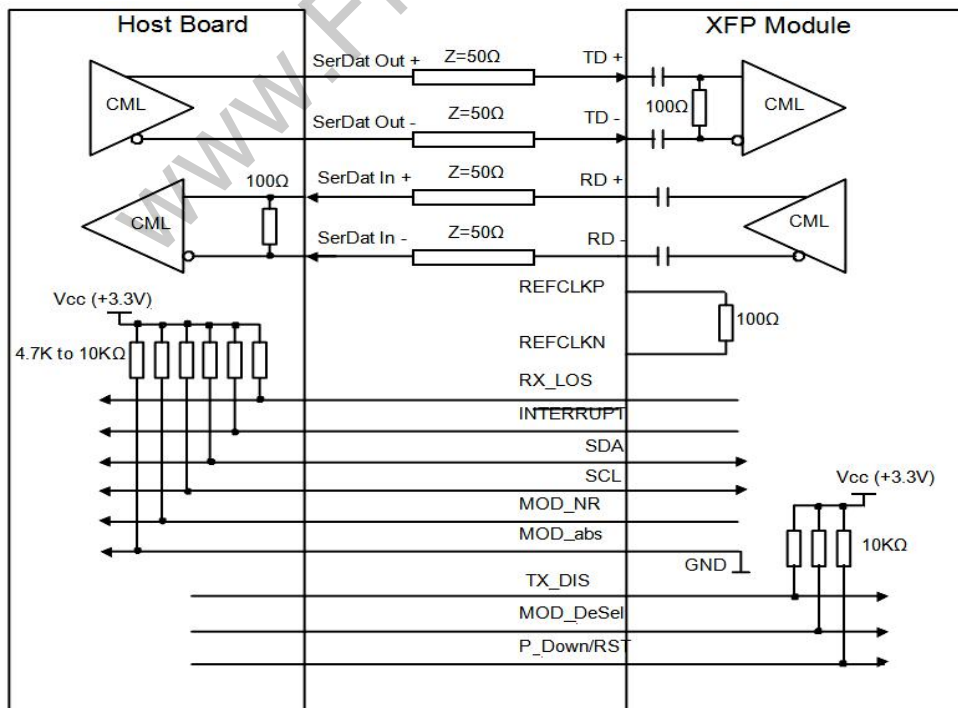 www.F
Host Board
XFP Module
SerDat Out +
Z=50Ω
TD +
CML
100Ω
CML
SerDat Out -
Z=50Ω
TD -
SerDat In +
Z=50Ω
RD +
100Ω
CML
CML
SerDat In -
Z=50Ω
RD -
REFCLKP
Vcc (+3.3V)
100Ω
REFCLKN
4.7K to 10KΩ
RX_LOS
INTERRUPT
SDA
SCL
Vcc (+3.3V)
MOD_NR
MOD_abs
10KΩ
GND
TX_DIS
MOD_DeSel
P_Down/RST